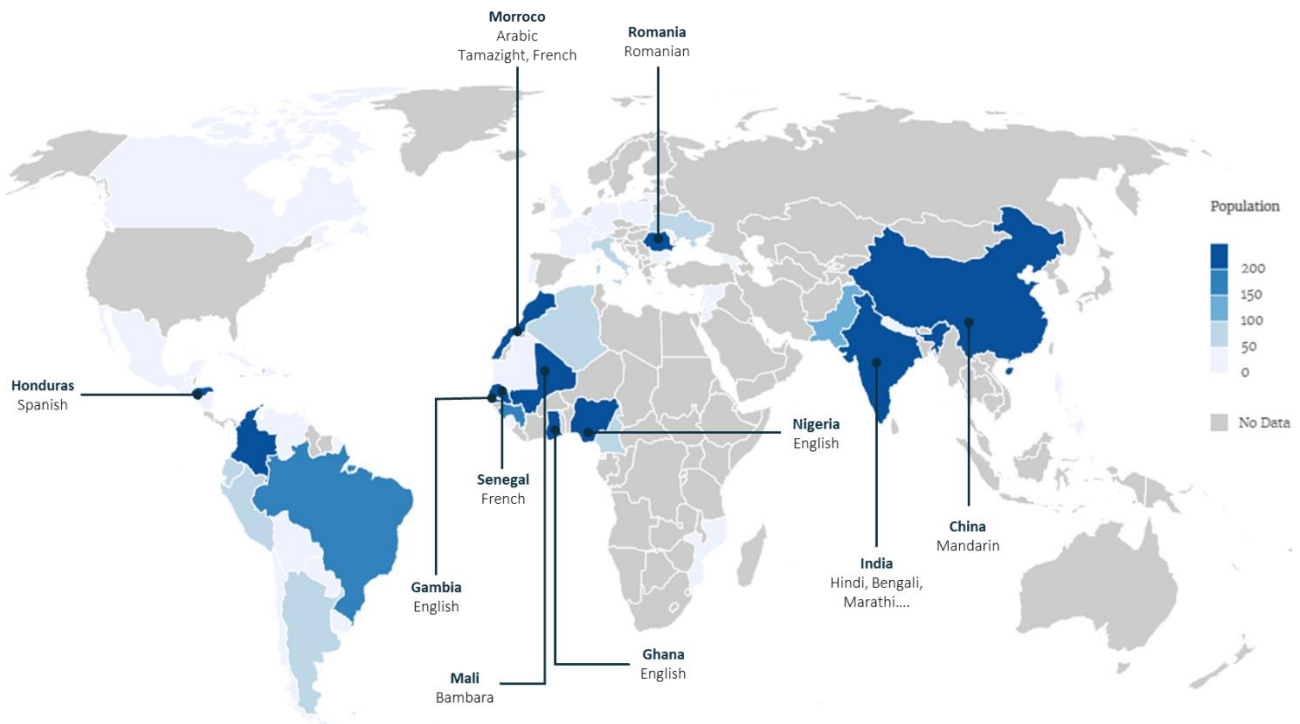 Morroco
Arabic
Tamazight, French
Romania
Romanian
Population
200
150
100
50
0
No Data
Honduras
Spanish
Nigeria
English
Senegal
French
China
Mandarin
India
Hindi, Bengali,
Marathi....
Gambia
English
Ghana
English
Mali
Bambara